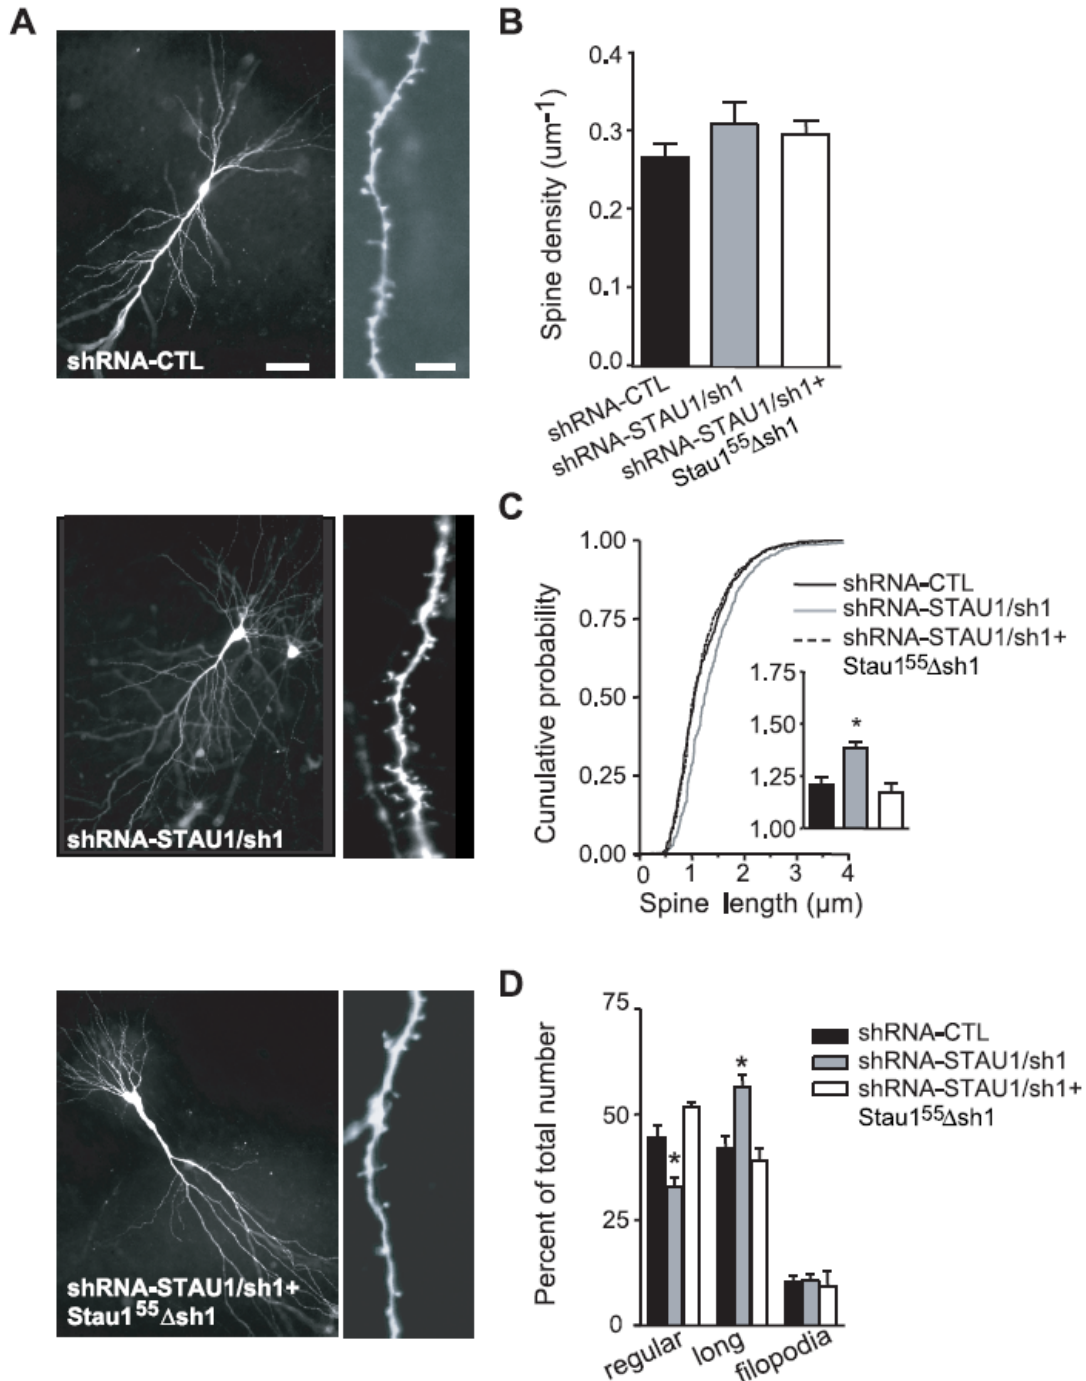 A
shRNA-CTL
shRNA-STAU1/sh1
shRNA-STAU1/sh1+
Stau1⁵⁵Δsh1
B
Spine density (um⁻¹)
0.4
0.3
0.2
0.1
0.0
shRNA-CTL
shRNA-STAU1/sh1
shRNA-STAU1/sh1+
Stau1⁵⁵Δsh1
C
Cunulative probability
1.00
0.75
0.50
0.25
0.00
0 1 2 3 4
Spine length (µm)
shRNA-CTL
shRNA-STAU1/sh1
shRNA-STAU1/sh1+
Stau1⁵⁵Δsh1
1.75
1.50
1.25
1.00
*
D
Percent of total number
75
50
25
0
* *
regular long filopodia
shRNA-CTL
shRNA-STAU1/sh1
shRNA-STAU1/sh1+
Stau1⁵⁵Δsh1